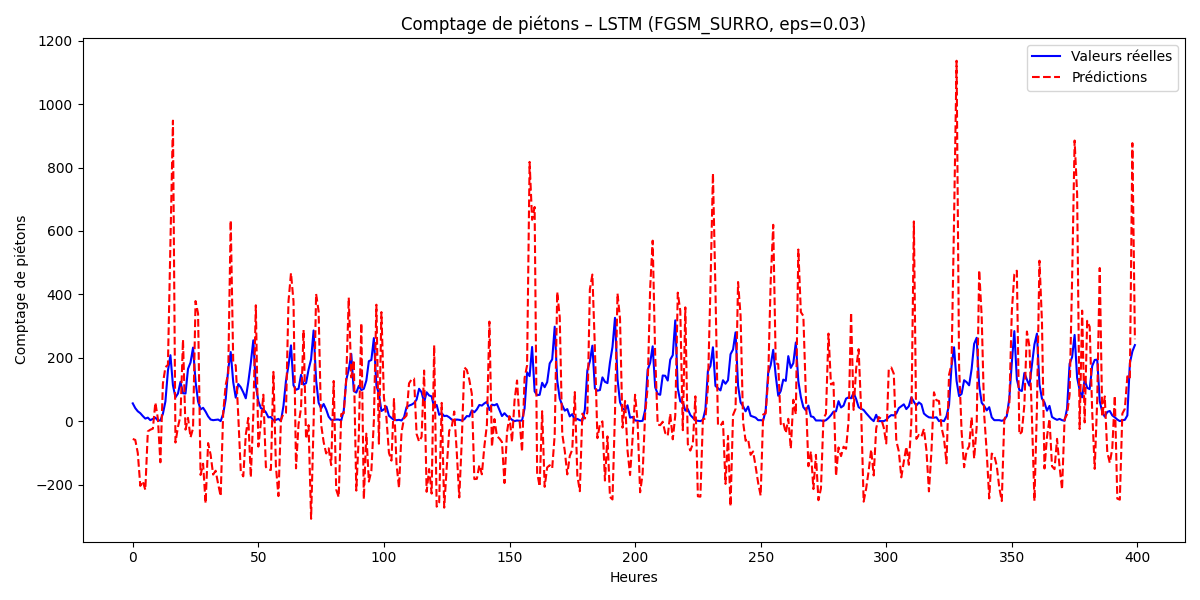 Comptage de piétons – LSTM (FGSM_SURRO, eps=0.03)
Valeurs réelles
Prédictions
Comptage de piétons
1200
1000
800
600
400
200
0
−200
0 50 100 150 200 250 300 350 400
Heures